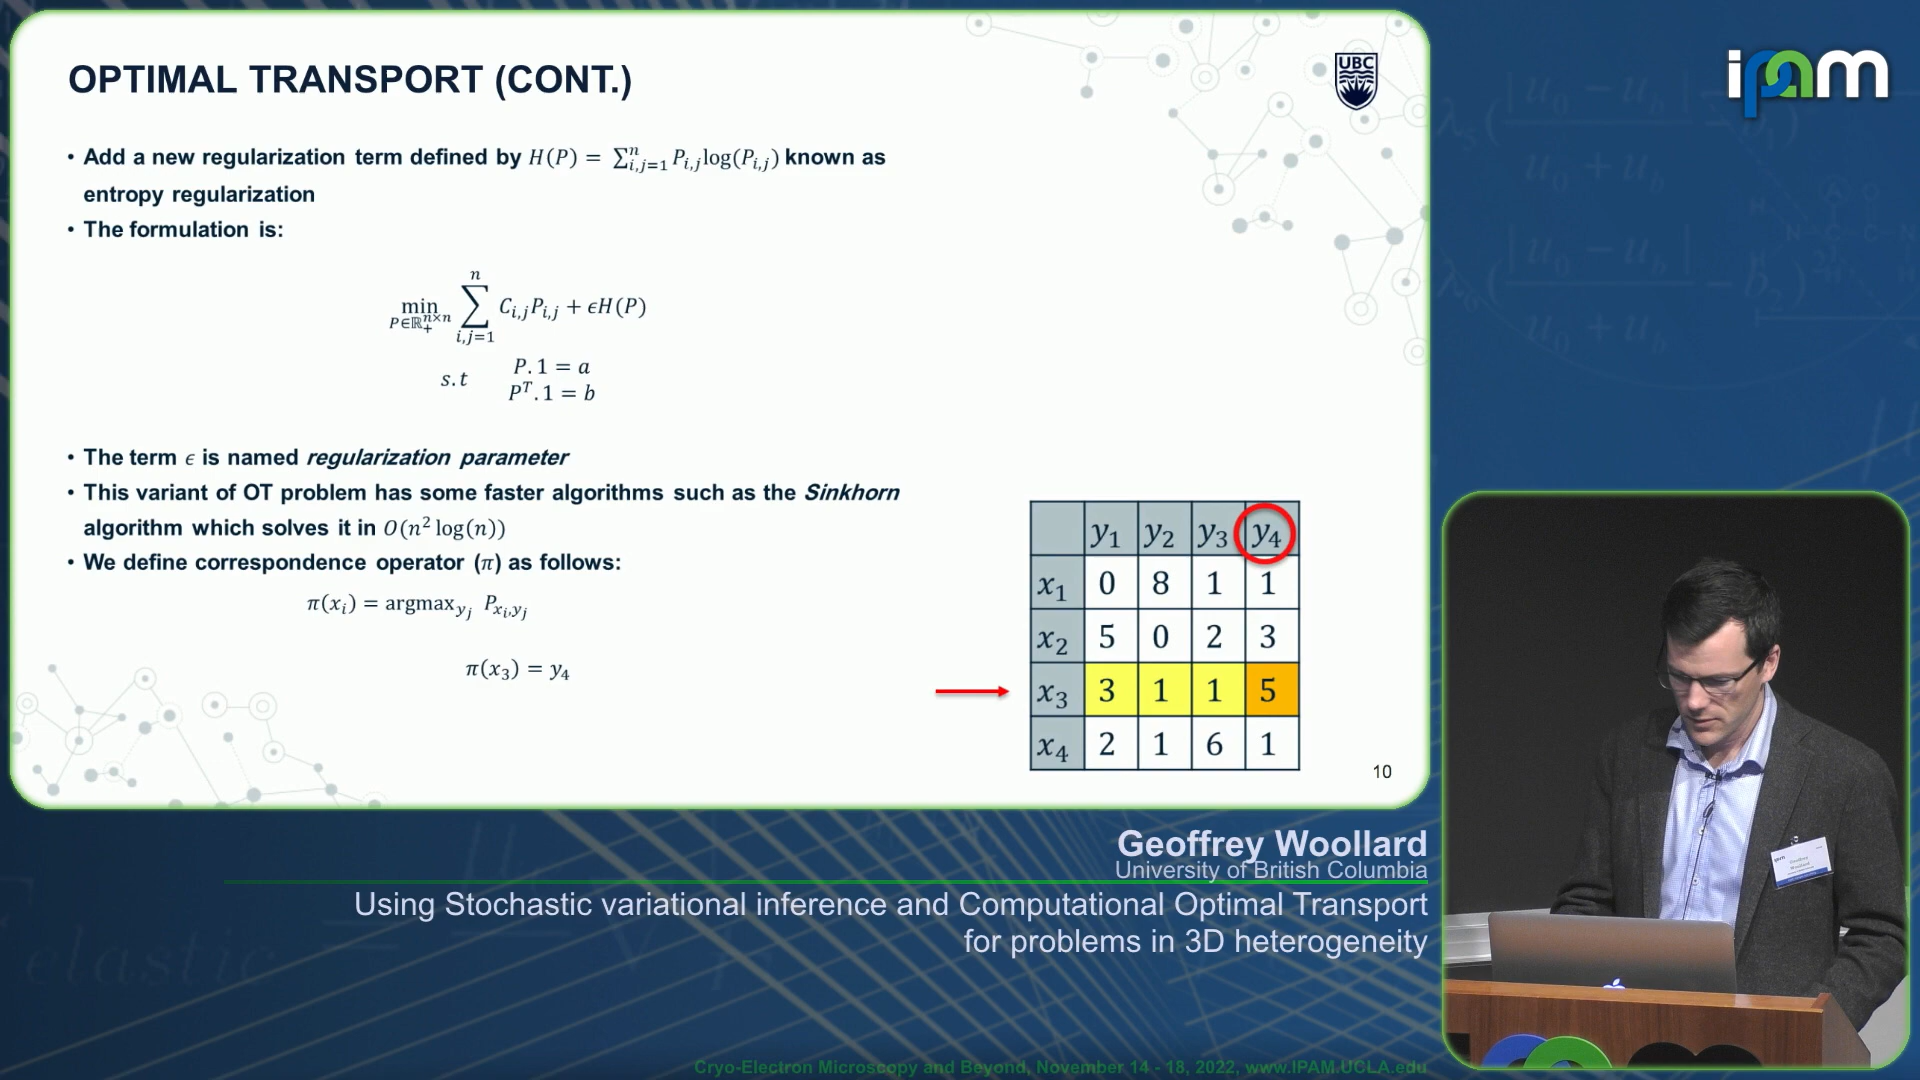 OPTIMAL TRANSPORT (CONT.)
UBC
ipam
• Add a new regularization term defined by H(P) = ∑ⁿᵢ,ⱼ₌₁ Pᵢ,ⱼlog(Pᵢ,ⱼ) known as
entropy regularization
• The formulation is:
min P∈ℝ₊ⁿˣⁿ ∑ⁿᵢ,ⱼ₌₁ Cᵢ,ⱼPᵢ,ⱼ + ϵH(P)
s.t P.1 = a
Pᵀ.1 = b
• The term ϵ is named regularization parameter
• This variant of OT problem has some faster algorithms such as the Sinkhorn
algorithm which solves it in O(n² log(n))
• We define correspondence operator (π) as follows:
π(xᵢ) = argmax_yⱼ P_xᵢ,yⱼ
π(x₃) = y₄
y₁ y₂ y₃ y₄
x₁ 0 8 1 1
x₂ 5 0 2 3
x₃ 3 1 1 5
x₄ 2 1 6 1
10
Geoffrey Woollard
University of British Columbia
Using Stochastic variational inference and Computational Optimal Transport
for problems in 3D heterogeneity
Cryo-Electron Microscopy and Beyond, November 14 - 18, 2022, www.IPAM.UCLA.edu
elastic